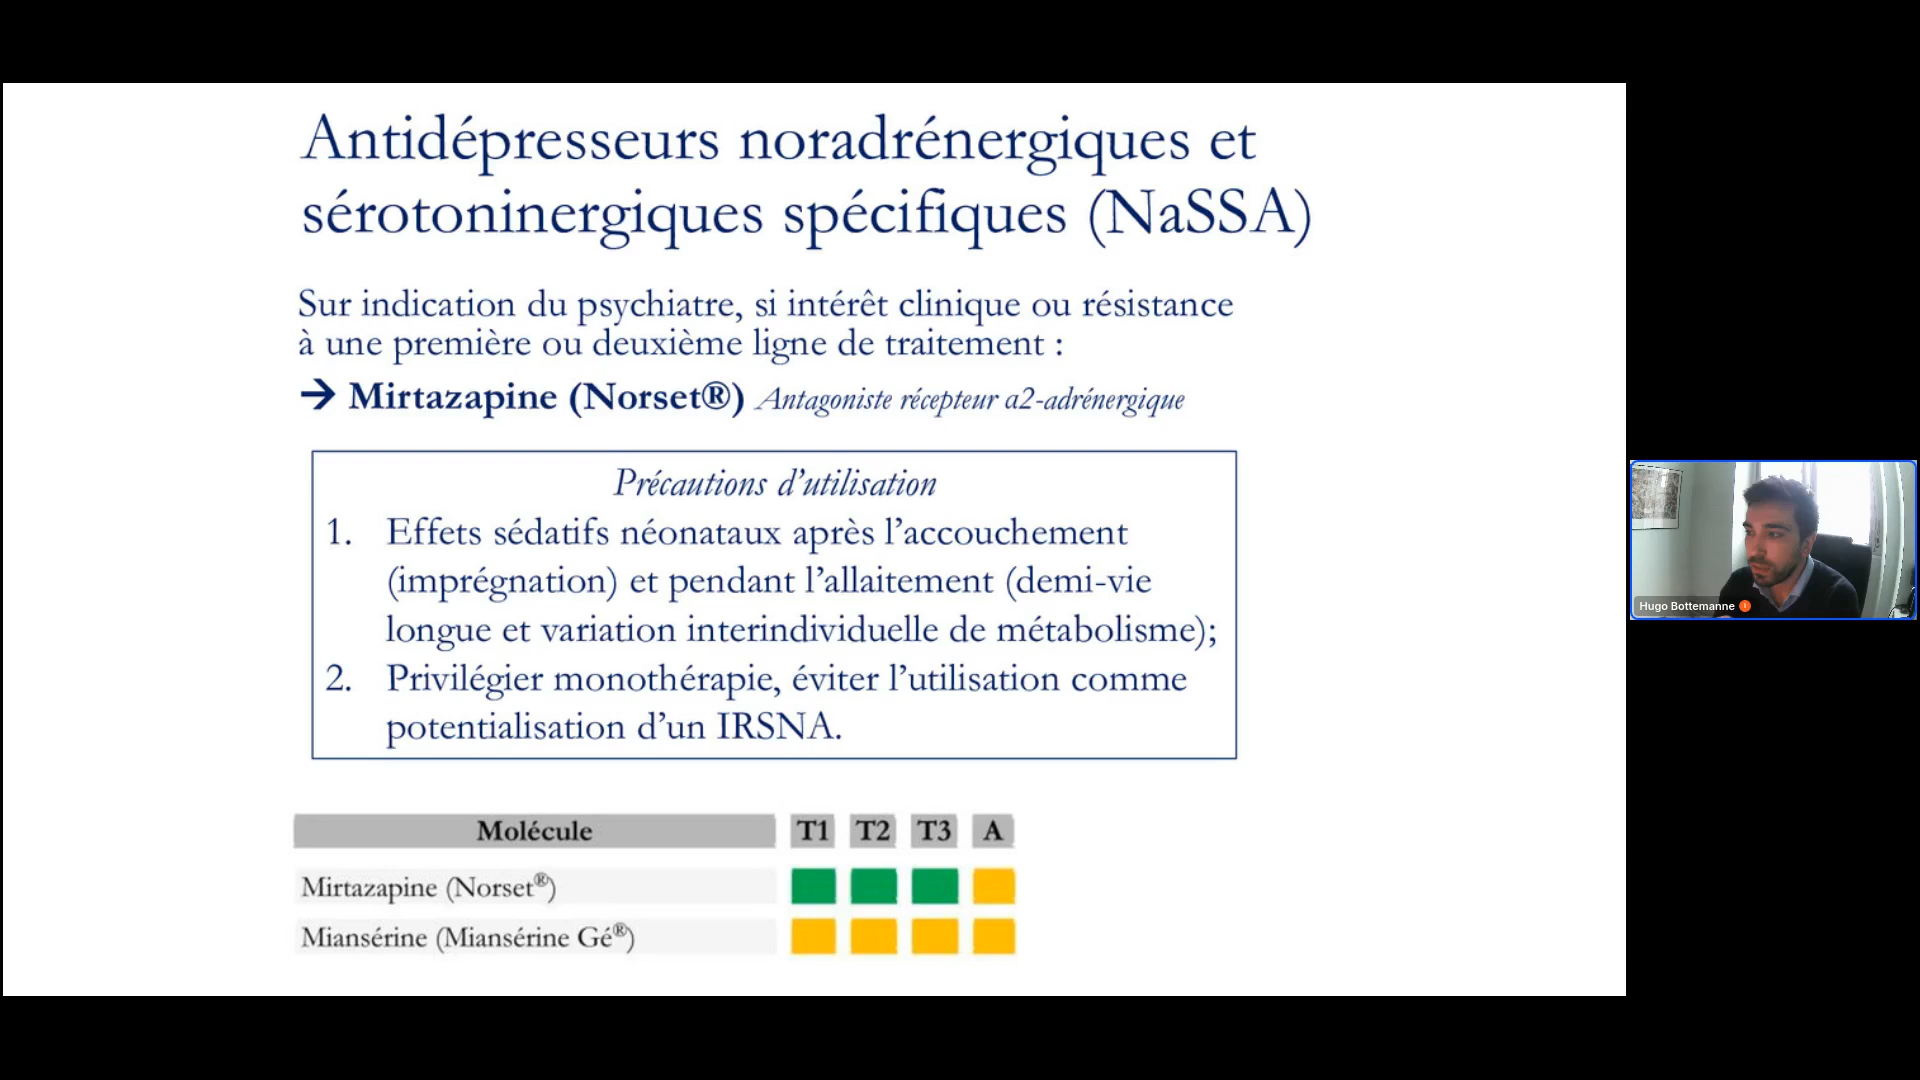 Antidépresseurs noradrénergiques et
sérotoninergiques spécifiques (NaSSA)
Sur indication du psychiatre, si intérêt clinique ou résistance
à une première ou deuxième ligne de traitement :
→ Mirtazapine (Norset®) Antagoniste récepteur a2-adrénergique
Précautions d’utilisation
1. Effets sédatifs néonataux après l’accouchement
(imprégnation) et pendant l’allaitement (demi-vie
longue et variation interindividuelle de métabolisme);
2. Privilégier monothérapie, éviter l’utilisation comme
potentialisation d’un IRSNA.
Molécule T1 T2 T3 A
Mirtazapine (Norset®)
Miansérine (Miansérine Gé®)
Hugo Bottemanne